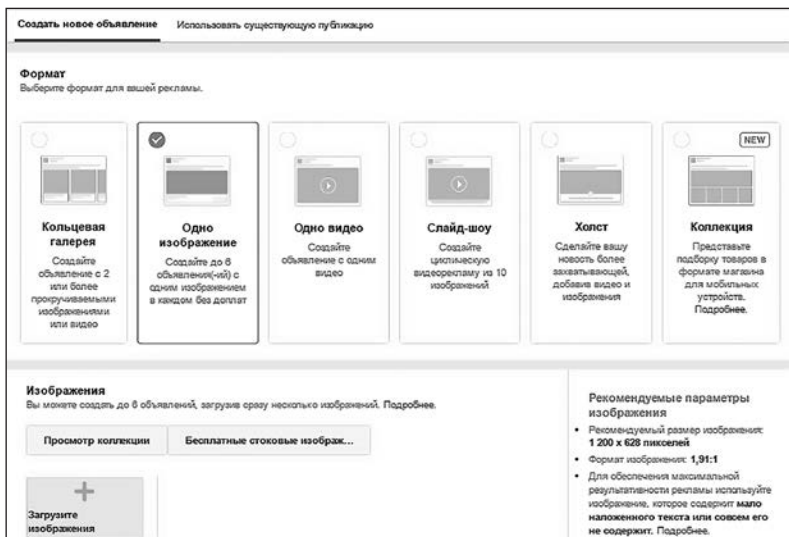 Создать новое объявление
Использовать существующую публикацию
Формат
Выберите формат для вашей рекламы.
Кольцевая
галерея
Создайте
объявление с 2
или более
прокручиваемыми
изображениями
или видео
Одно
изображение
Создайте до 6
объявления(-ий) с
одним изображением
в каждом без доплат
Одно видео
Создайте
объявление с одним
видео
Слайд-шоу
Создайте
циклическую
видеорекламу из 10
изображений
Холст
Сделайте вашу
новость более
захватывающей,
добавив видео и
изображения
NEW
Коллекция
Представьте
подборку товаров в
формате магазина
для мобильных
устройств.
Подробнее.
Изображения
Вы можете создать до 6 объявлений, загрузив сразу несколько изображений. Подробнее.
Просмотр коллекции
Бесплатные стоковые изображ...
Загрузите
изображения
Рекомендуемые параметры
изображения
• Рекомендуемый размер изображения:
1 200 x 628 пикселей
• Формат изображения: 1,91:1
• Для обеспечения максимальной
результативности рекламы используйте
изображение, которое содержит мало
наложенного текста или совсем его
не содержит. Подробнее.